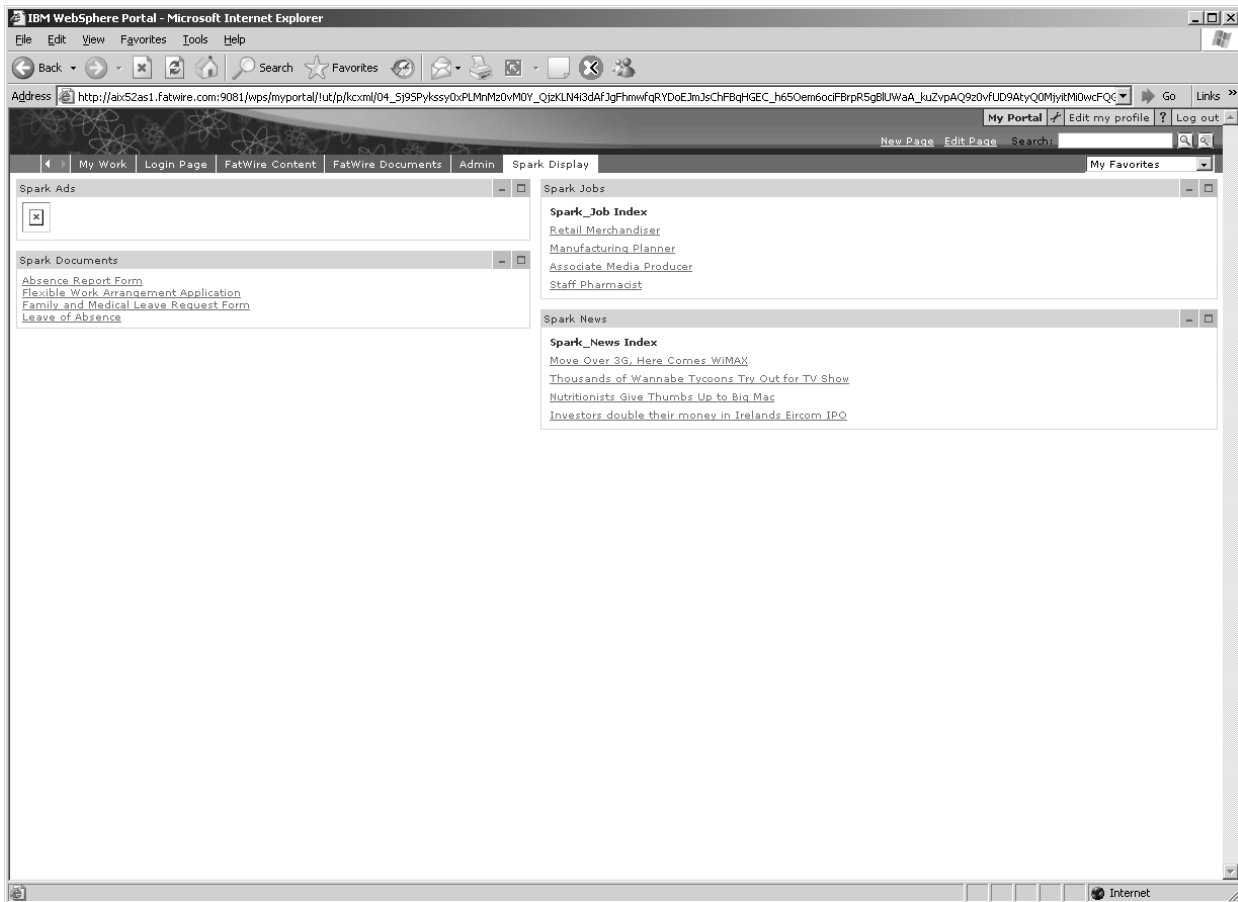 IBM WebSphere Portal - Microsoft Internet Explorer
File Edit View Favorites Tools Help
Back Search Favorites
Address http://aix52as1.fatwire.com:9081/wps/myportal/!ut/p/kcxml/04_Sj9SPykssy0xPLMnMz0vM0Y_QjzKLN4i3dAfJgFhmwfqRYDoEJmJsChFBqHGEC_h65Oem6ociFBrpR5gBlUWaA_kuZvpAQ9z0vfUD9AtyQ0MjyitMi0wcFQG Go Links »
My Portal Edit my profile ? Log out
New Page Edit Page Search:
My Work Login Page FatWire Content FatWire Documents Admin Spark Display My Favorites
Spark Ads
Spark Documents
Absence Report Form
Flexible Work Arrangement Application
Family and Medical Leave Request Form
Leave of Absence
Spark Jobs
Spark_Job Index
Retail Merchandiser
Manufacturing Planner
Associate Media Producer
Staff Pharmacist
Spark News
Spark_News Index
Move Over 3G, Here Comes WiMAX
Thousands of Wannabe Tycoons Try Out for TV Show
Nutritionists Give Thumbs Up to Big Mac
Investors double their money in Irelands Eircom IPO
Internet